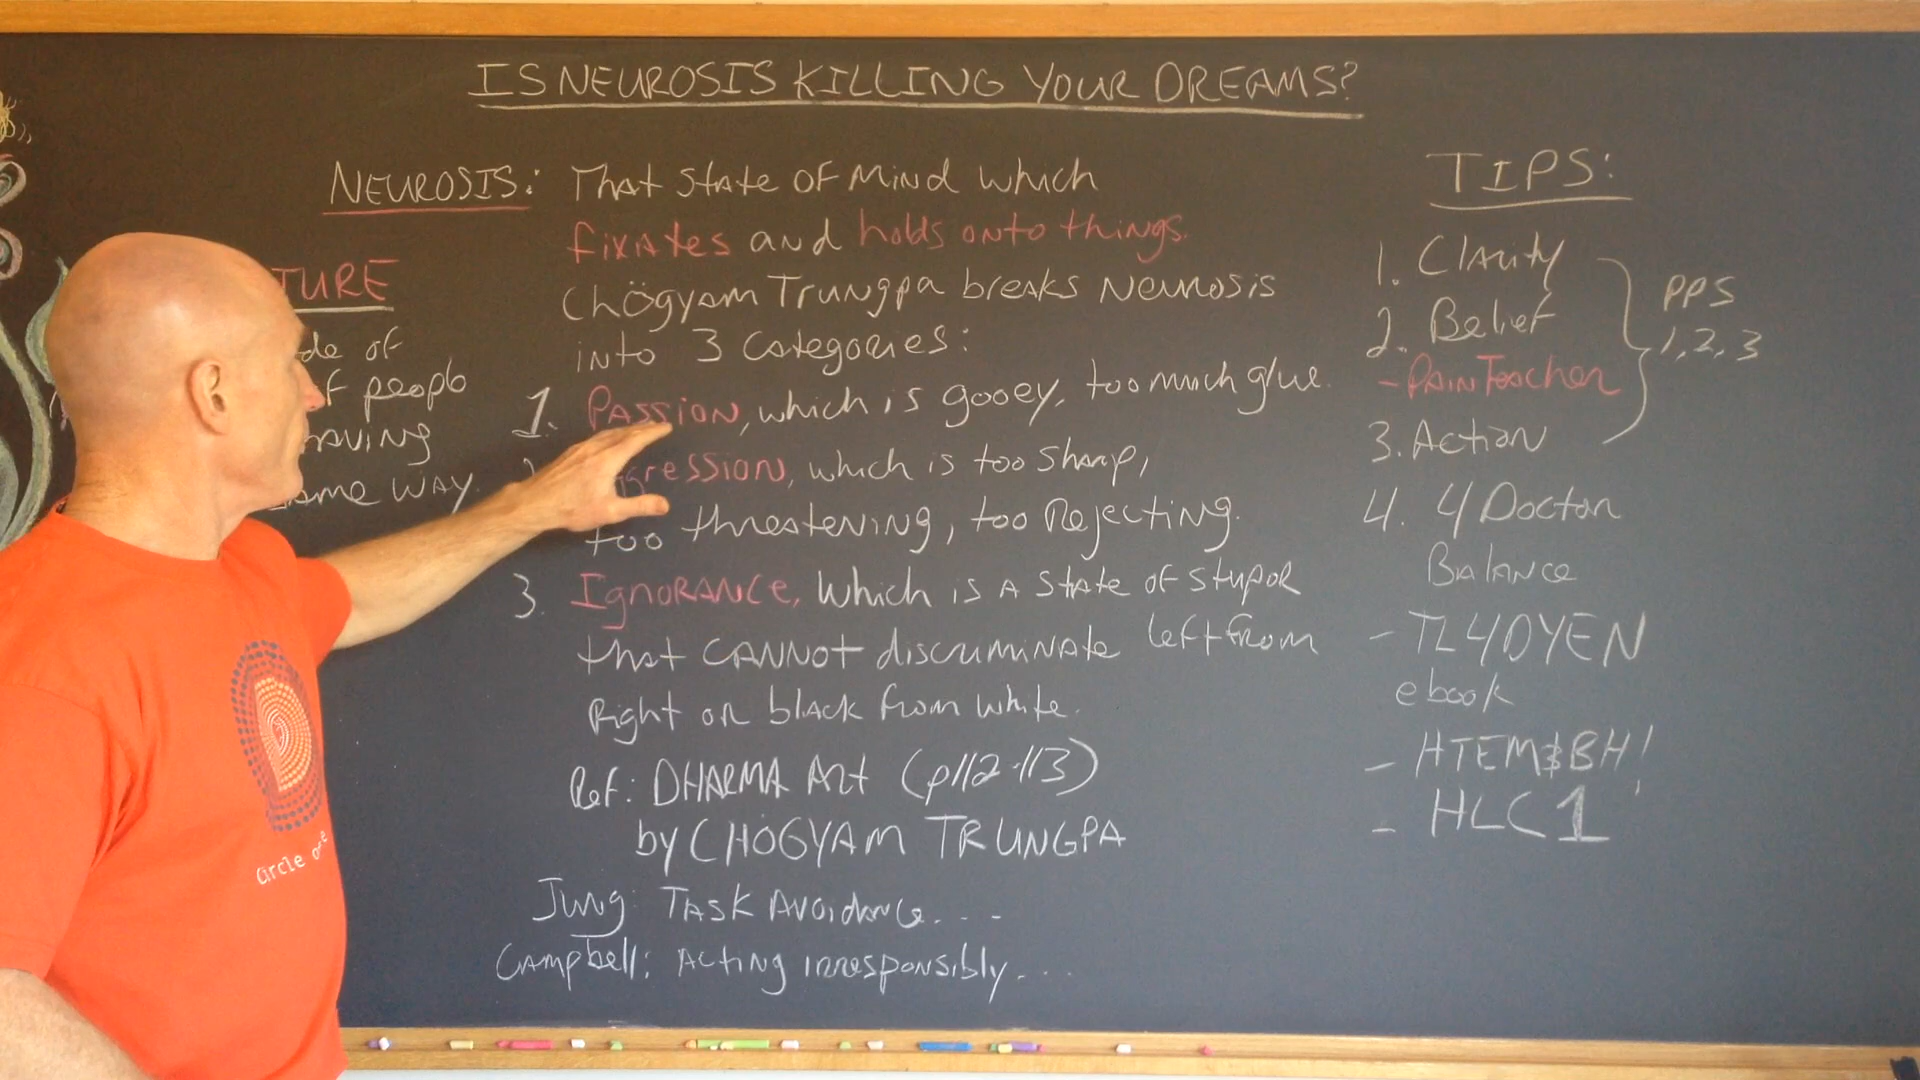 IS NEUROSIS KILLING YOUR DREAMS?
NEUROSIS: THAT STATE OF MIND WHICH
fixates and holds onto things.
Chögyam Trungpa breaks Neurosis
into 3 categories:
1. PASSION, which is gooey, too much glue.
gression, which is too sharp,
too threatening, too Rejecting.
3. IGNORANCE, which is a state of stupor
that CANNOT discriminate left from
Right or black from white.
Ref: DHARMA Art (p112-113)
by CHÖGYAM TRUNGPA
Jung: TASK Avoidance....
Campbell: Acting irresponsibly....
TURE
de of
f people
aving
ame way.
TIPS:
1. Clarity
2. Belief
- PAIN Teacher
3. Action
PPS
1,2,3
4. 4 Doctor
Balance
- TL4DYEN
ebook
- HTEM&BH!
- HLC 1
Circle o e